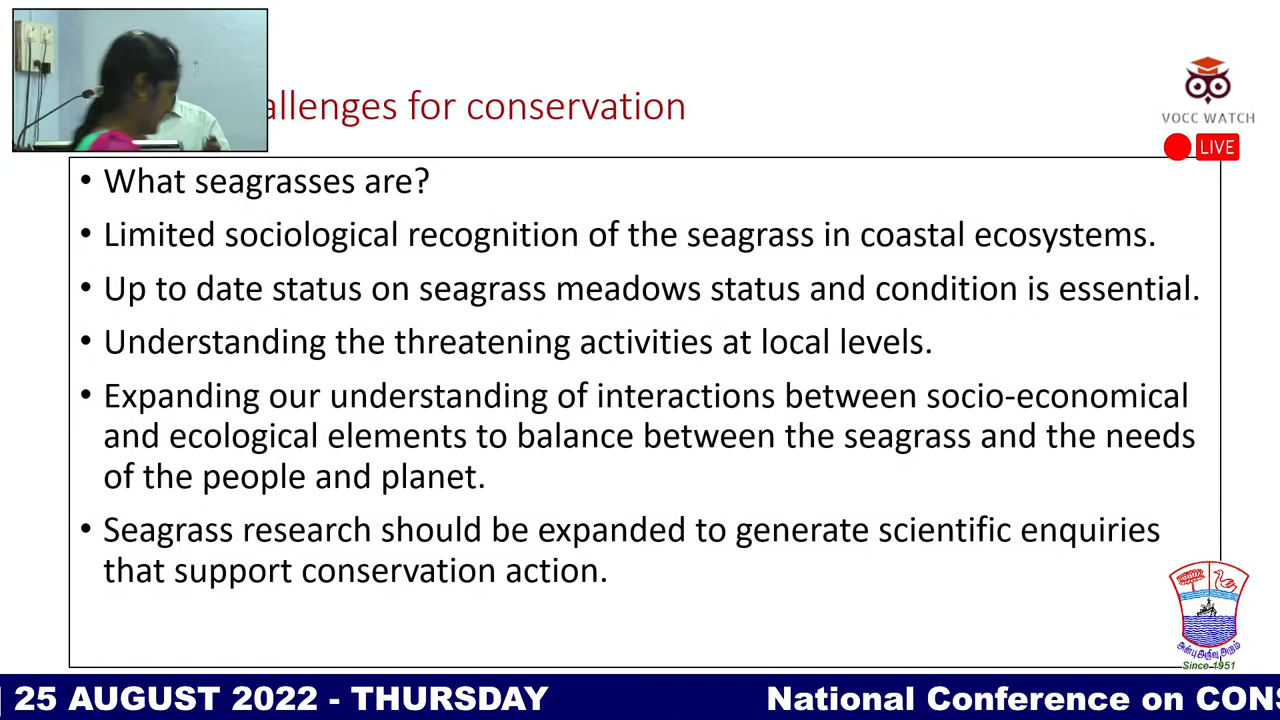 allenges for conservation
VOCC WATCH
LIVE
• What seagrasses are?
• Limited sociological recognition of the seagrass in coastal ecosystems.
• Up to date status on seagrass meadows status and condition is essential.
• Understanding the threatening activities at local levels.
• Expanding our understanding of interactions between socio-economical
and ecological elements to balance between the seagrass and the needs
of the people and planet.
• Seagrass research should be expanded to generate scientific enquiries
that support conservation action.
அன்பு அறிவு அறம்
Since 1951
25 AUGUST 2022 - THURSDAY
National Conference on CONS